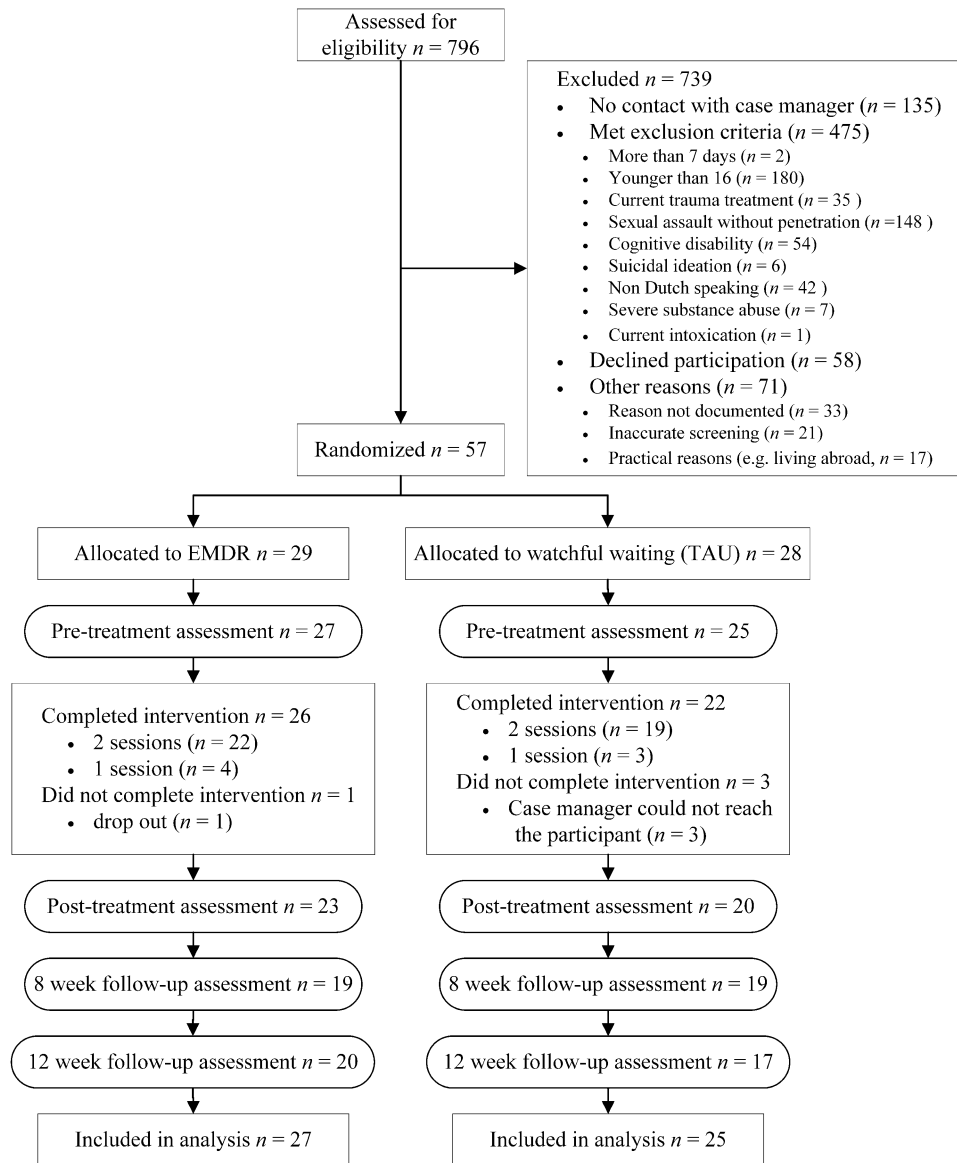 Assessed for
eligibility n = 796
Excluded n = 739
• No contact with case manager (n = 135)
• Met exclusion criteria (n = 475)
• More than 7 days (n = 2)
• Younger than 16 (n = 180)
• Current trauma treatment (n = 35 )
• Sexual assault without penetration (n =148 )
• Cognitive disability (n = 54)
• Suicidal ideation (n = 6)
• Non Dutch speaking (n = 42 )
• Severe substance abuse (n = 7)
• Current intoxication (n = 1)
• Declined participation (n = 58)
• Other reasons (n = 71)
• Reason not documented (n = 33)
• Inaccurate screening (n = 21)
• Practical reasons (e.g. living abroad, n = 17)
Randomized n = 57
Allocated to EMDR n = 29
Allocated to watchful waiting (TAU) n = 28
Pre-treatment assessment n = 27
Pre-treatment assessment n = 25
Completed intervention n = 26
• 2 sessions (n = 22)
• 1 session (n = 4)
Did not complete intervention n = 1
• drop out (n = 1)
Completed intervention n = 22
• 2 sessions (n = 19)
• 1 session (n = 3)
Did not complete intervention n = 3
• Case manager could not reach
the participant (n = 3)
Post-treatment assessment n = 23
Post-treatment assessment n = 20
8 week follow-up assessment n = 19
8 week follow-up assessment n = 19
12 week follow-up assessment n = 20
12 week follow-up assessment n = 17
Included in analysis n = 27
Included in analysis n = 25